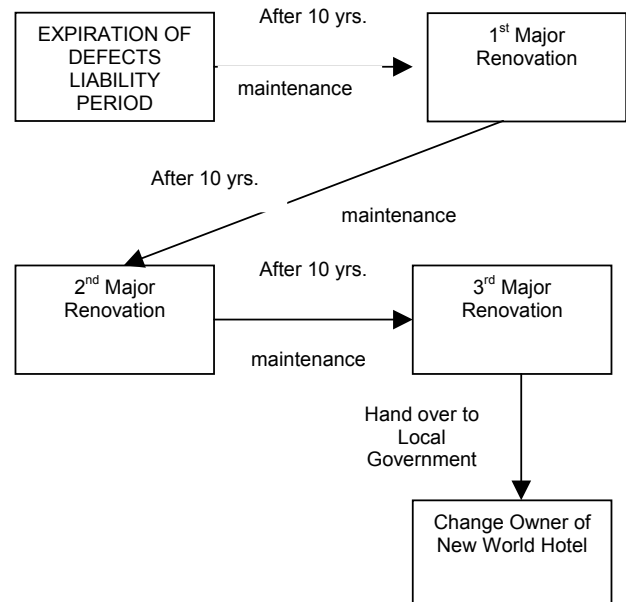 After 10 yrs.
EXPIRATION OF
DEFECTS
LIABILITY
PERIOD
maintenance
1st Major
Renovation
After 10 yrs.
maintenance
2nd Major
Renovation
After 10 yrs.
maintenance
3rd Major
Renovation
Hand over to
Local
Government
Change Owner of
New World Hotel